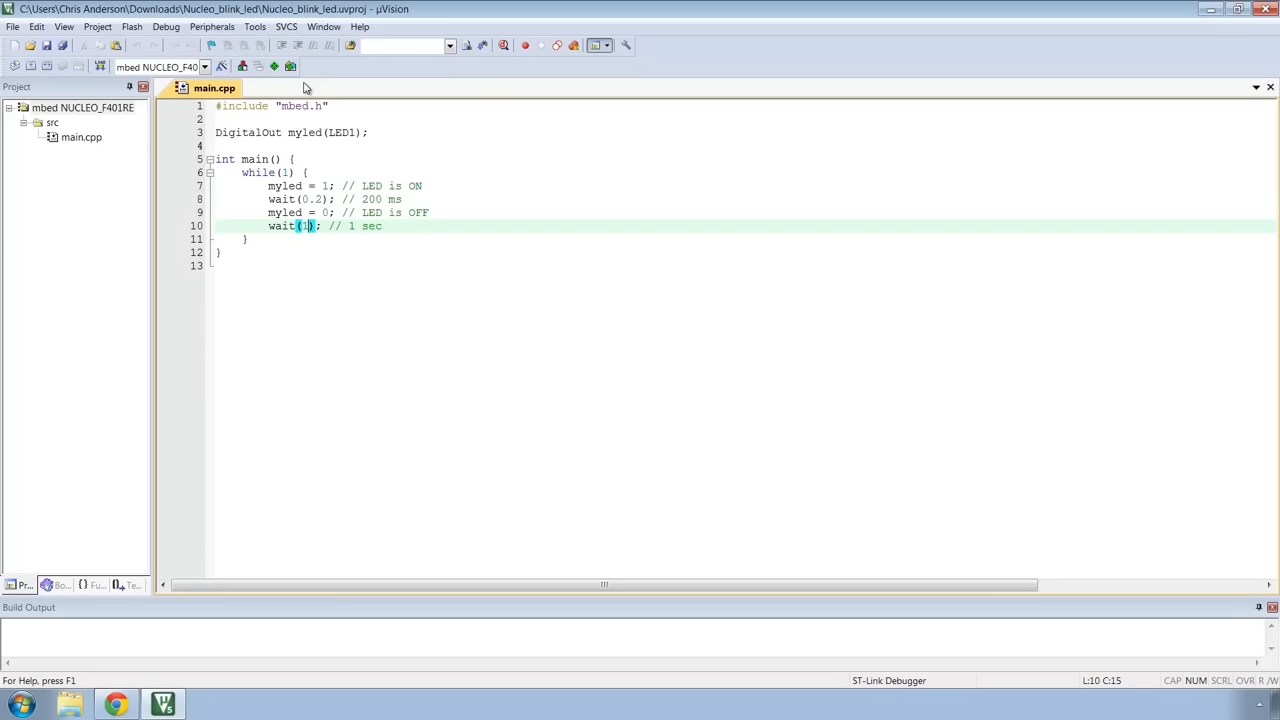 C:\Users\Chris Anderson\Downloads\Nucleo_blink_led\Nucleo_blink_led.uvproj - µVision
File Edit View Project Flash Debug Peripherals Tools SVCS Window Help
mbed NUCLEO_F40
Project
main.cpp
mbed NUCLEO_F401RE
src
main.cpp
1 #include "mbed.h"
2
3 DigitalOut myled(LED1);
4
5 int main() {
6 while(1) {
7 myled = 1; // LED is ON
8 wait(0.2); // 200 ms
9 myled = 0; // LED is OFF
10 wait(1); // 1 sec
11 }
12 }
13
Pr... Bo... {} Fu... Te...
Build Output
For Help, press F1
ST-Link Debugger
L:10 C:15
CAP NUM SCRL OVR R/W